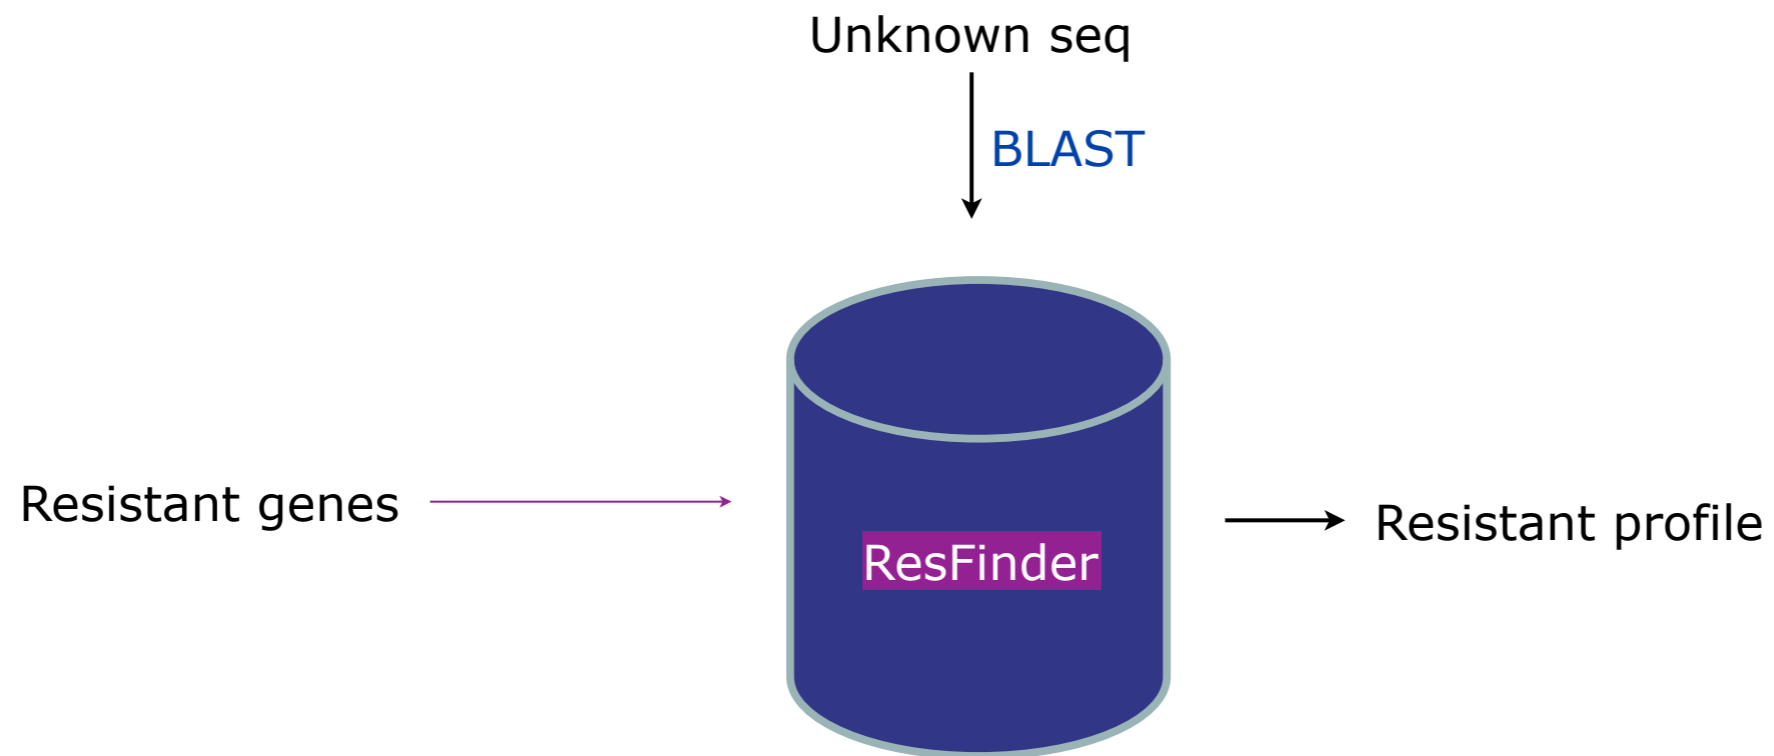 Unknown seq
BLAST
Resistant genes
ResFinder
Resistant profile